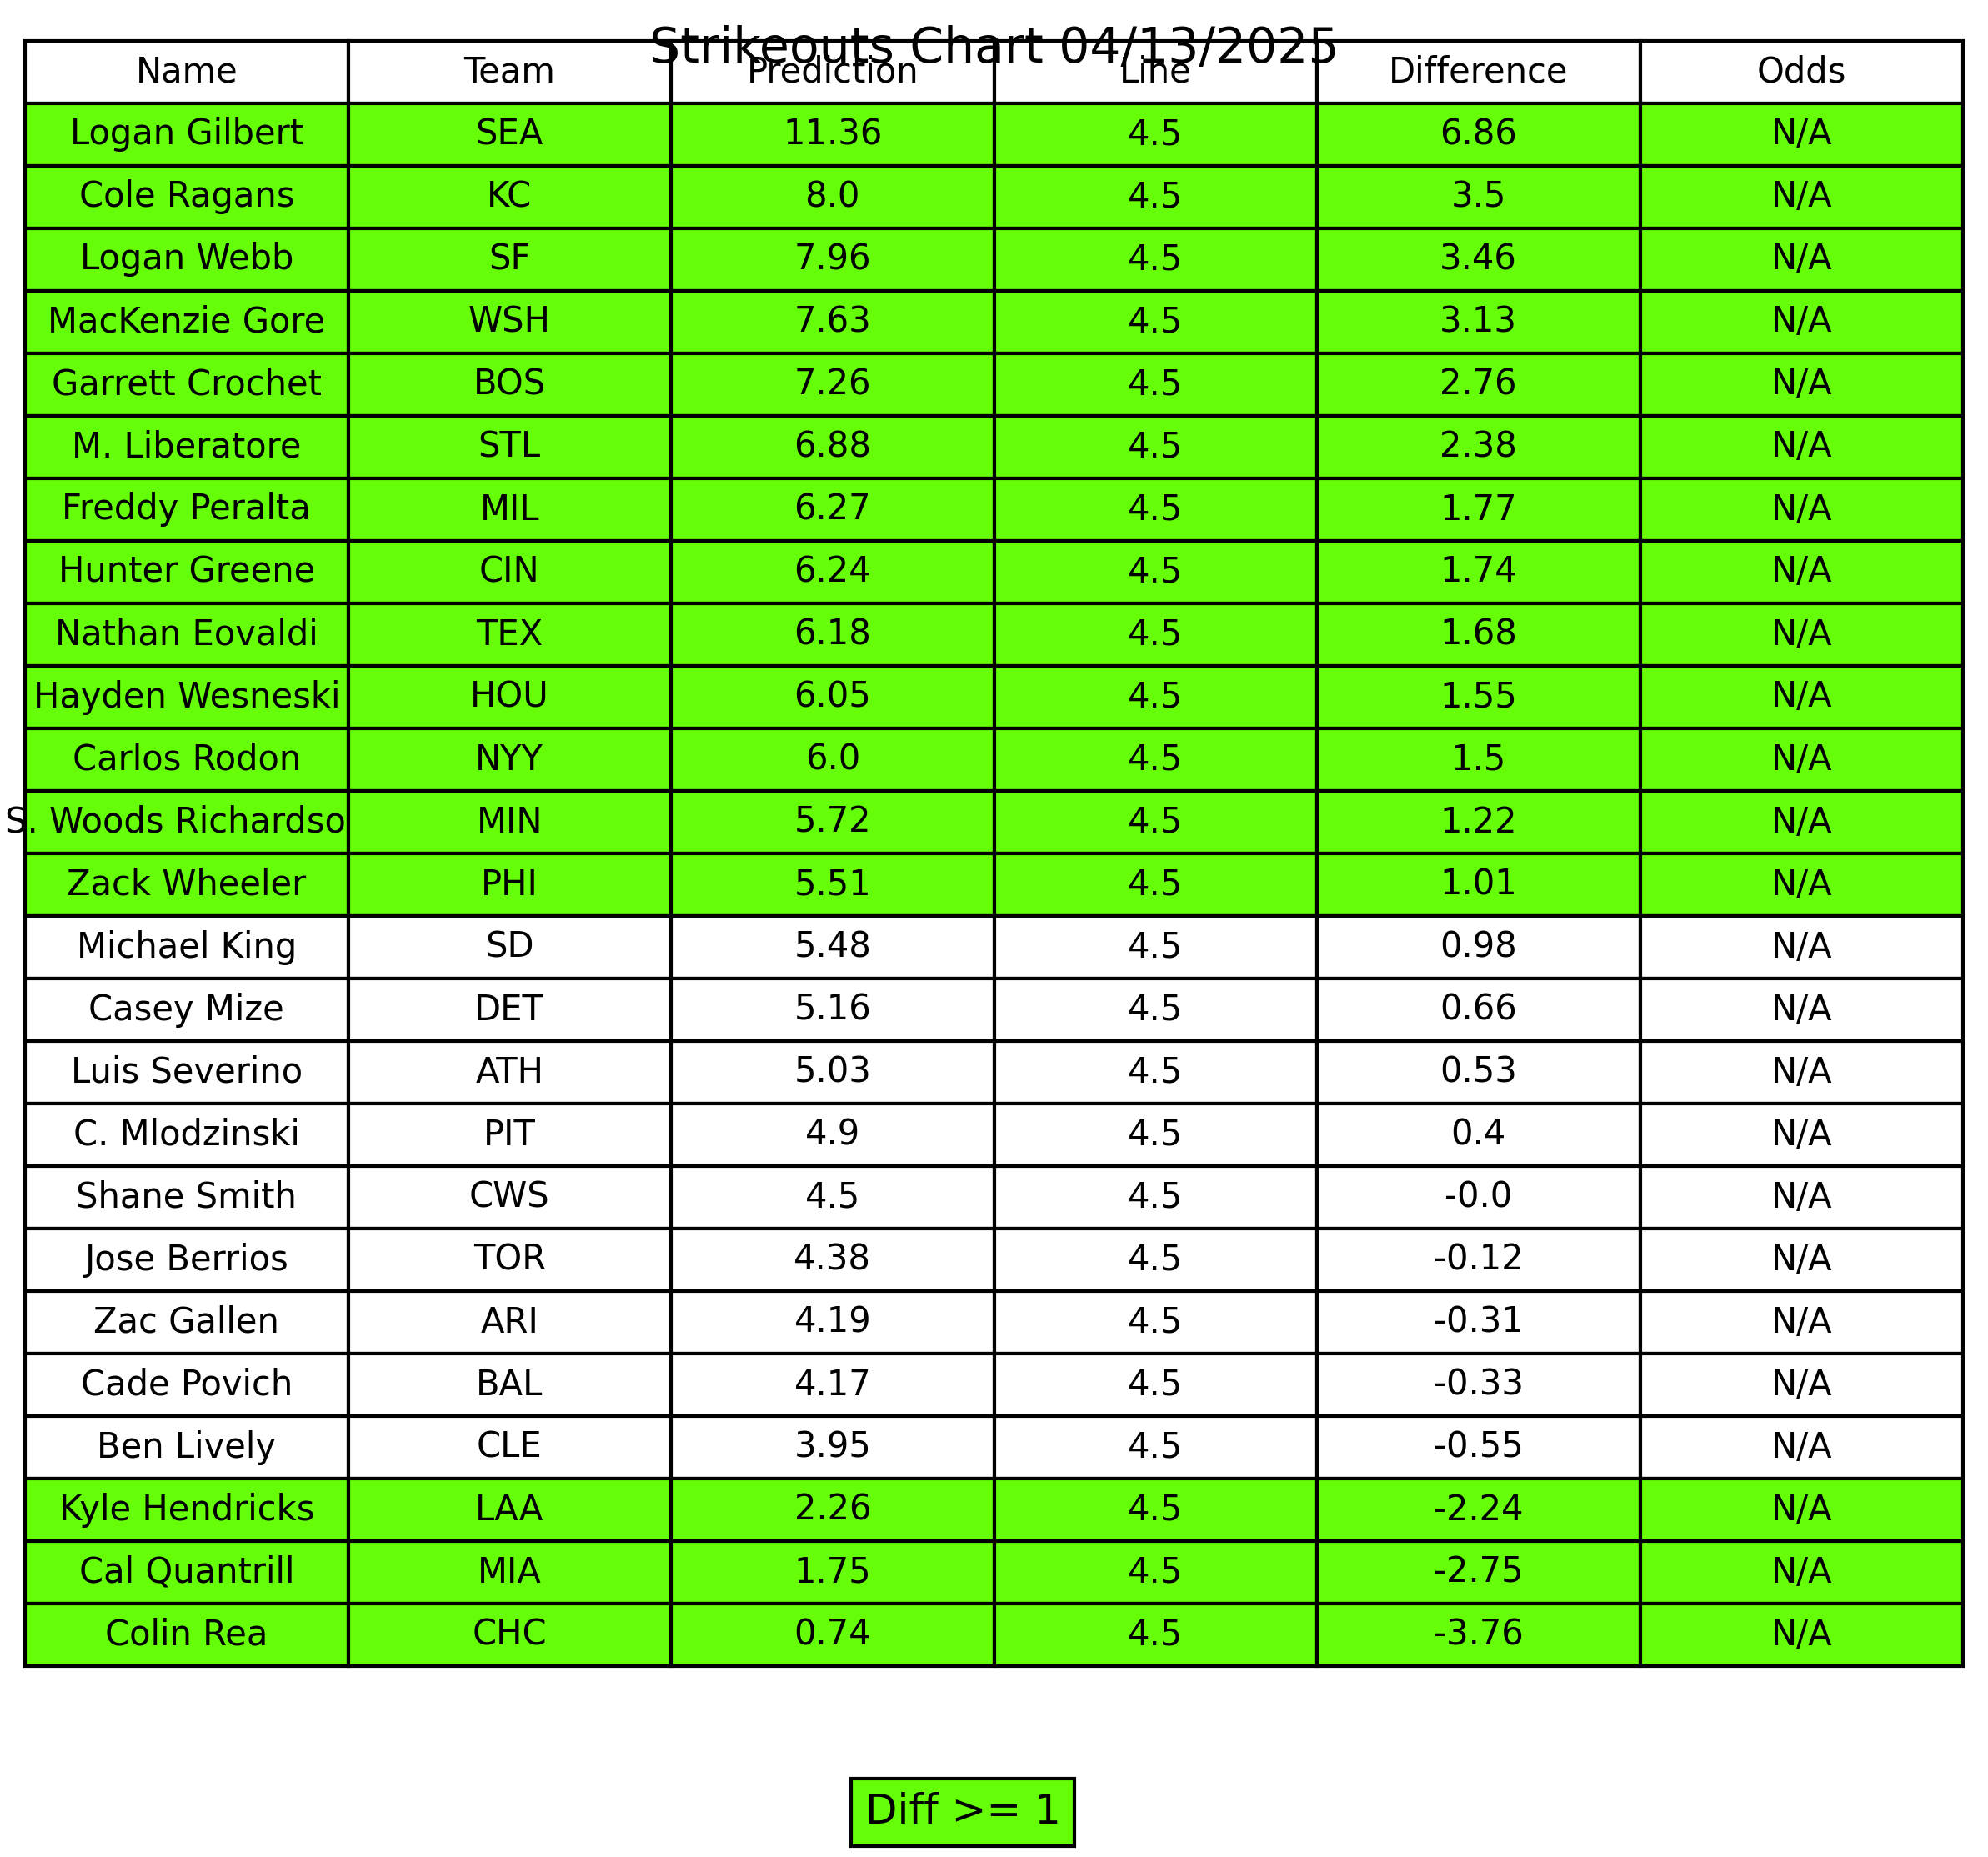 Strikeouts Chart 04/13/2025
Name Team Prediction Line Difference Odds
Logan Gilbert SEA 11.36 4.5 6.86 N/A
Cole Ragans KC 8.0 4.5 3.5 N/A
Logan Webb SF 7.96 4.5 3.46 N/A
MacKenzie Gore WSH 7.63 4.5 3.13 N/A
Garrett Crochet BOS 7.26 4.5 2.76 N/A
M. Liberatore STL 6.88 4.5 2.38 N/A
Freddy Peralta MIL 6.27 4.5 1.77 N/A
Hunter Greene CIN 6.24 4.5 1.74 N/A
Nathan Eovaldi TEX 6.18 4.5 1.68 N/A
Hayden Wesneski HOU 6.05 4.5 1.55 N/A
Carlos Rodon NYY 6.0 4.5 1.5 N/A
S. Woods Richardso MIN 5.72 4.5 1.22 N/A
Zack Wheeler PHI 5.51 4.5 1.01 N/A
Michael King SD 5.48 4.5 0.98 N/A
Casey Mize DET 5.16 4.5 0.66 N/A
Luis Severino ATH 5.03 4.5 0.53 N/A
C. Mlodzinski PIT 4.9 4.5 0.4 N/A
Shane Smith CWS 4.5 4.5 -0.0 N/A
Jose Berrios TOR 4.38 4.5 -0.12 N/A
Zac Gallen ARI 4.19 4.5 -0.31 N/A
Cade Povich BAL 4.17 4.5 -0.33 N/A
Ben Lively CLE 3.95 4.5 -0.55 N/A
Kyle Hendricks LAA 2.26 4.5 -2.24 N/A
Cal Quantrill MIA 1.75 4.5 -2.75 N/A
Colin Rea CHC 0.74 4.5 -3.76 N/A
Diff >= 1